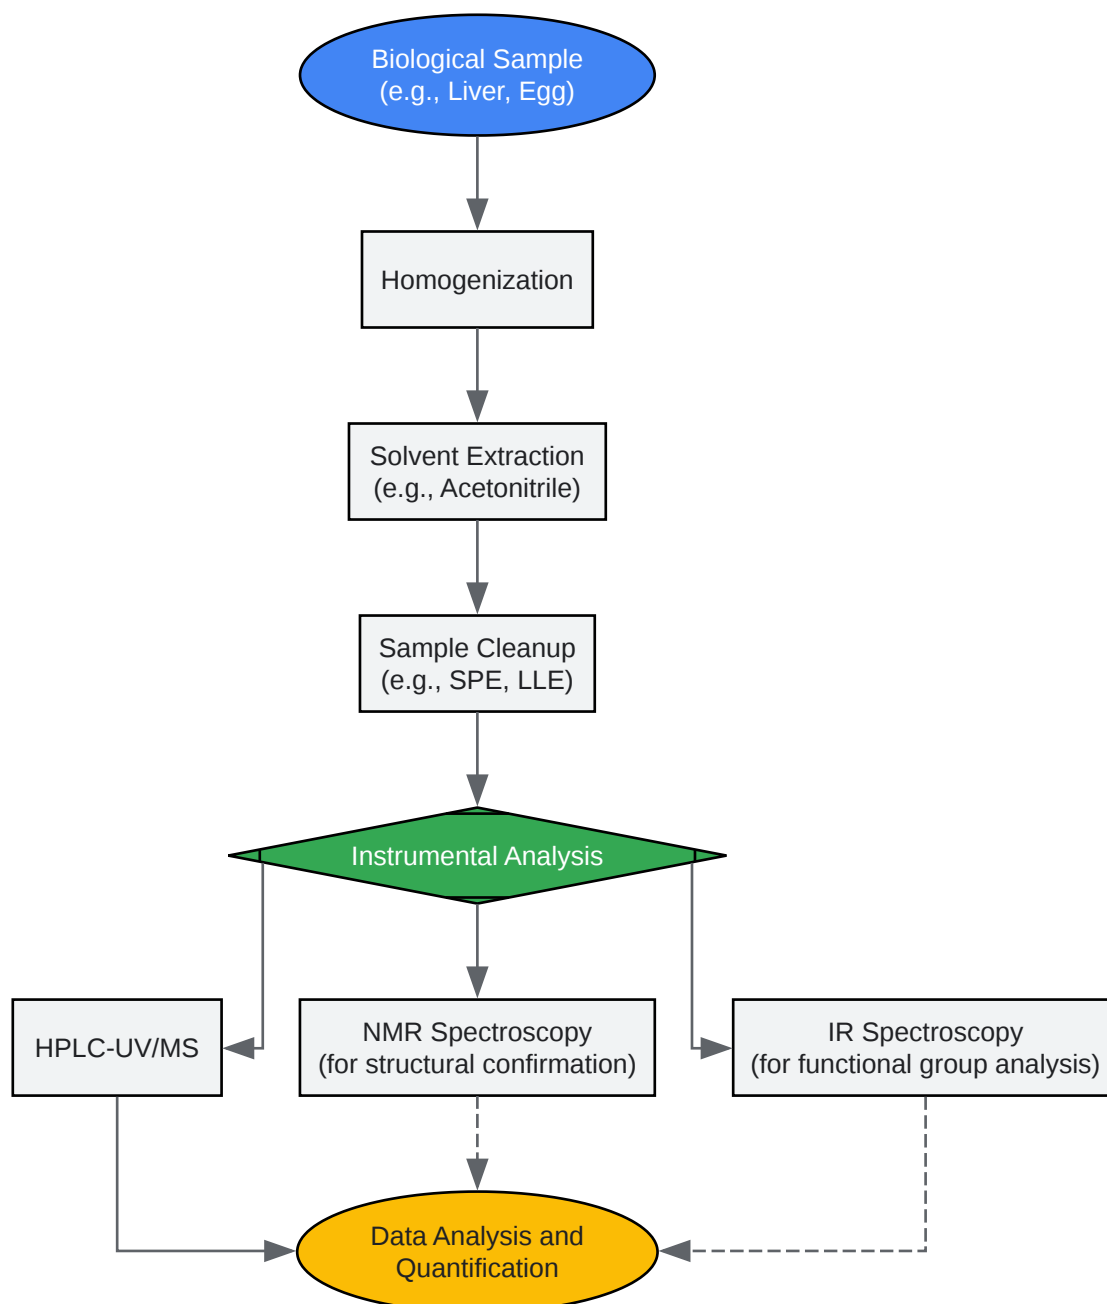 Biological Sample
(e.g., Liver, Egg)
Homogenization
Solvent Extraction
(e.g., Acetonitrile)
Sample Cleanup
(e.g., SPE, LLE)
Instrumental Analysis
HPLC-UV/MS
NMR Spectroscopy
(for structural confirmation)
IR Spectroscopy
(for functional group analysis)
Data Analysis and
Quantification